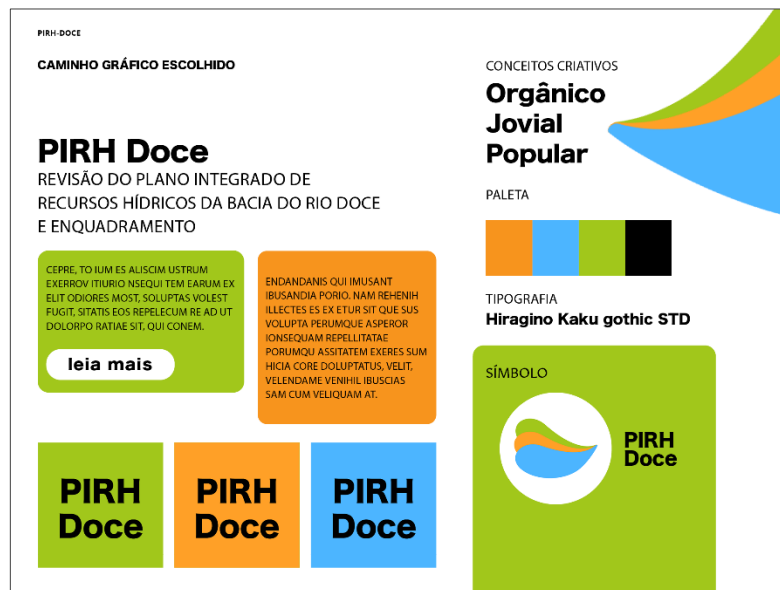 PIRH-DOCE
CAMINHO GRÁFICO ESCOLHIDO
PIRH Doce
REVISÃO DO PLANO INTEGRADO DE
RECURSOS HÍDRICOS DA BACIA DO RIO DOCE
E ENQUADRAMENTO
CEPRE, TO IUM ES ALISCIM USTRUM
EXERROV ITIURIO NSEQUI TEM EARUM EX
ELIT ODIORES MOST, SOLUPTAS VOLEST
FUGIT, SITATIS EOS REPELECUM RE AD UT
DOLORPO RATIAE SIT, QUI CONEM.
leia mais
ENDANDANIS QUI IMUSANT
IBUSANDIA PORIO. NAM REHENIH
ILLECTES ES EX ETUR SIT QUE SUS
VOLUPTA PERUMQUE ASPEROR
IONSEQUAM REPELLITATAE
PORUMQU ASSITATEM EXERES SUM
HICIA CORE DOLUPTATUS, VELIT,
VELENDAME VENIHIL IBUSCIAS
SAM CUM VELIQUAM AT.
PIRH
Doce
PIRH
Doce
PIRH
Doce
CONCEITOS CRIATIVOS
Orgânico
Jovial
Popular
PALETA
TIPOGRAFIA
Hiragino Kaku gothic STD
SÍMBOLO
PIRH
Doce